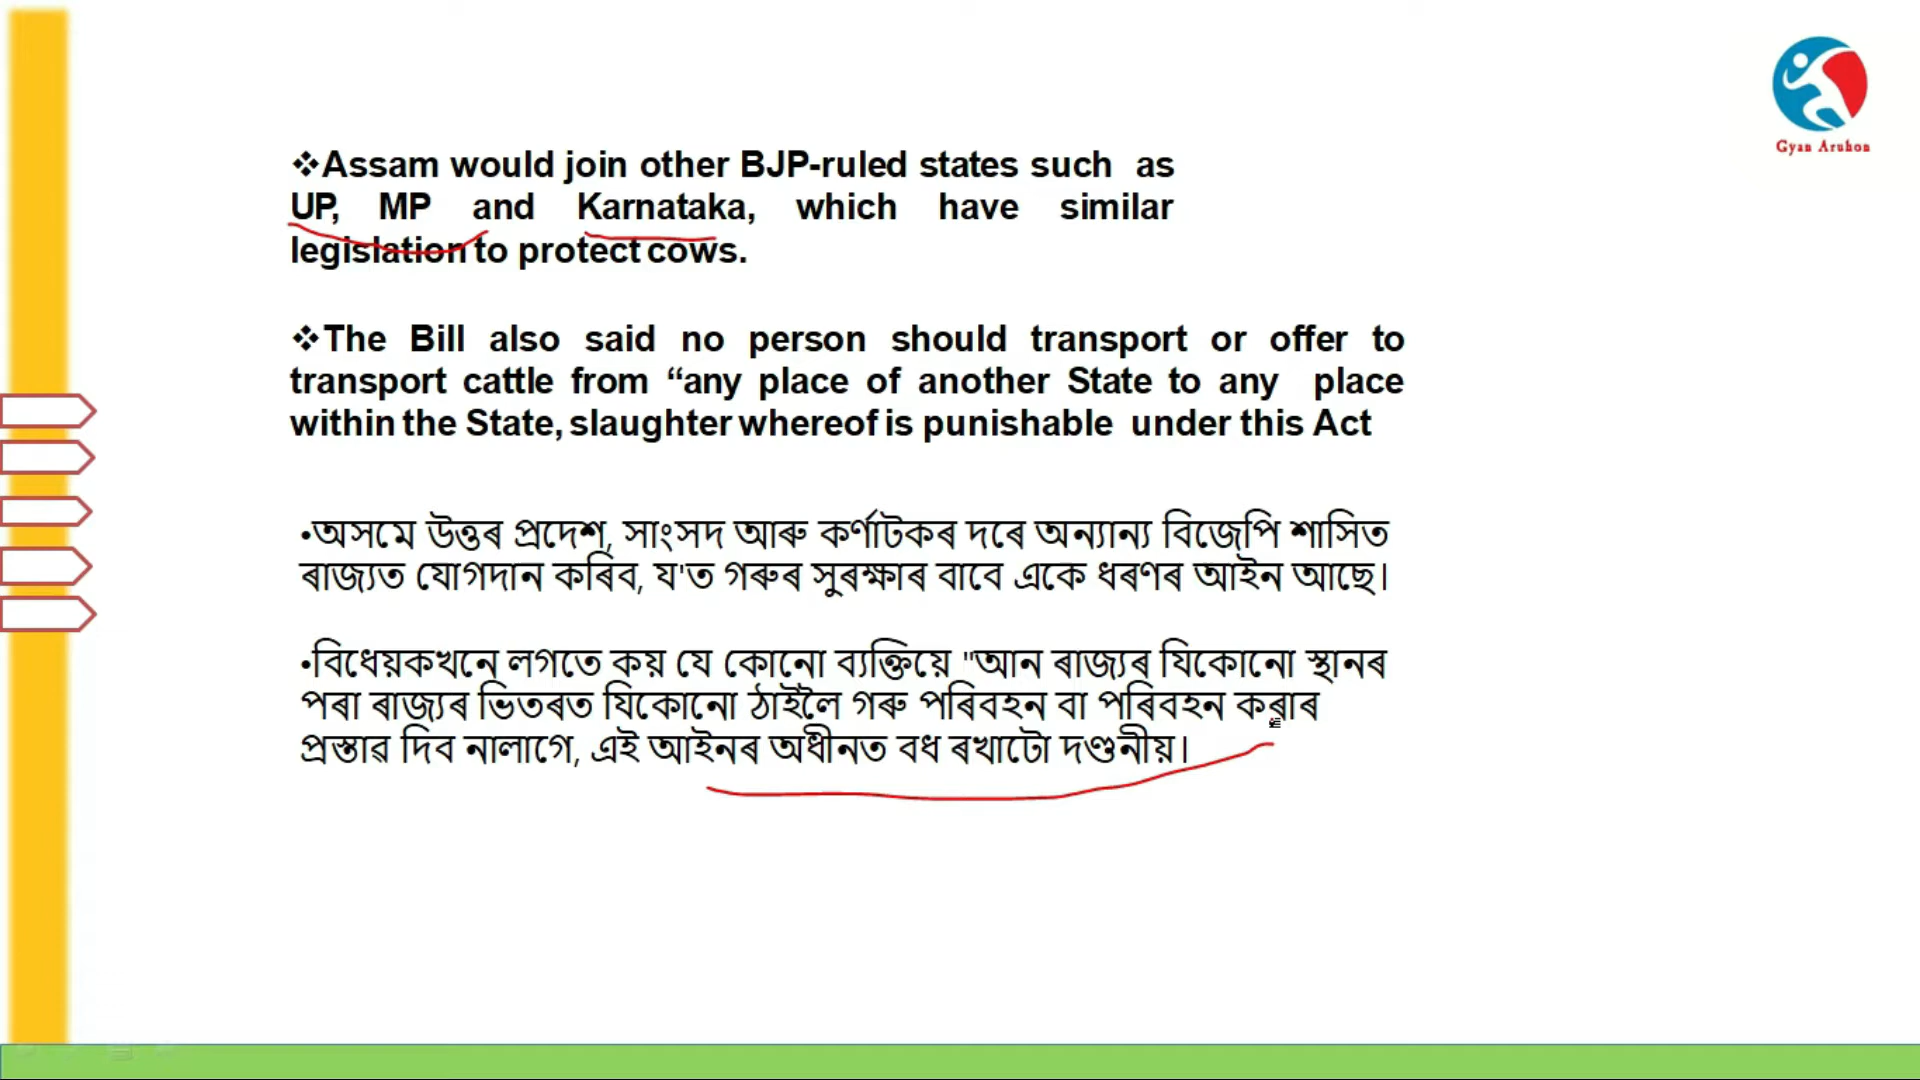 Gyan Aruhon
❖Assam would join other BJP-ruled states such as
UP, MP and Karnataka, which have similar
legislation to protect cows.
❖The Bill also said no person should transport or offer to
transport cattle from “any place of another State to any place
within the State, slaughter whereof is punishable under this Act
•অসমে উত্তৰ প্ৰদেশ, সাংসদ আৰু কৰ্ণাটকৰ দৰে অন্যান্য বিজেপি শাসিত
ৰাজ্যত যোগদান কৰিব, য'ত গৰুৰ সুৰক্ষাৰ বাবে একে ধৰণৰ আইন আছে।
•বিধেয়কখনে লগতে কয় যে কোনো ব্যক্তিয়ে "আন ৰাজ্যৰ যিকোনো স্থানৰ
পৰা ৰাজ্যৰ ভিতৰত যিকোনো ঠাইলৈ গৰু পৰিবহন বা পৰিবহন কৰাৰ
প্ৰস্তাৱ দিব নালাগে, এই আইনৰ অধীনত বধ ৰখাটো দণ্ডনীয়।